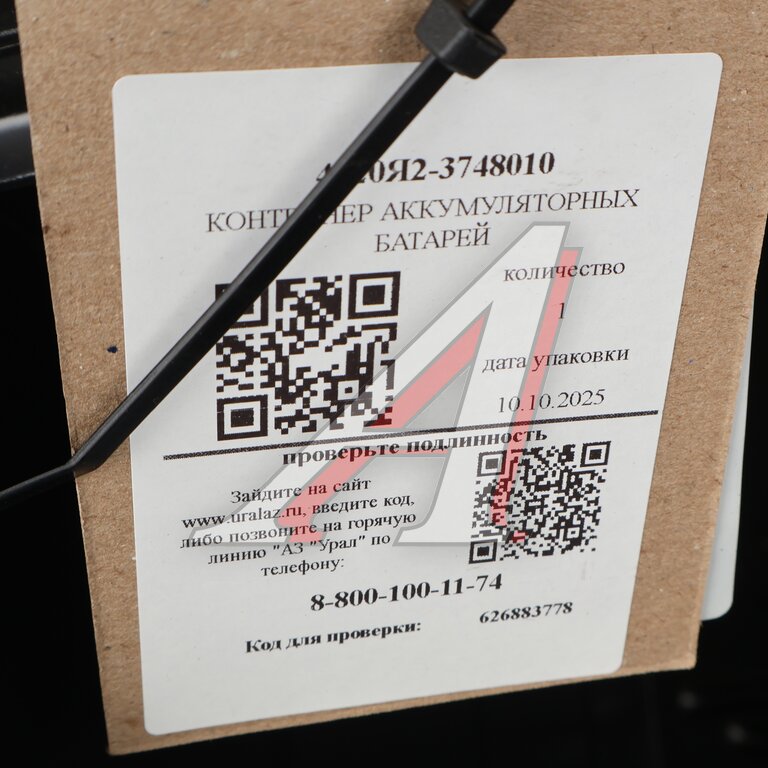 КОНТЕЙНЕР АККУМУЛЯТОРНЫХ
БАТАРЕЙ
количество
1
дата упаковки
10.10.2025
проверьте подлинность
Зайдите на сайт
www.uralaz.ru, введите код,
либо позвоните на горячую
линию "АЗ "Урал" по
телефону:
8-800-100-11-74
Код для проверки:
626883778